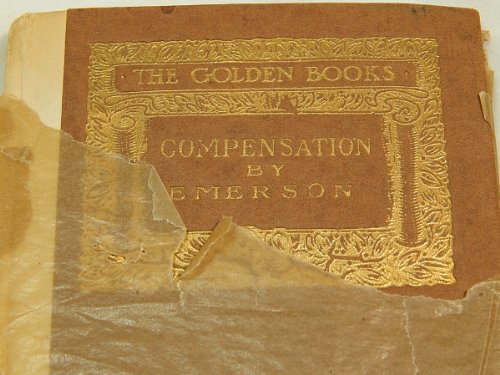 THE GOLDEN BOOKS
COMPENSATION
BY
EMERSON